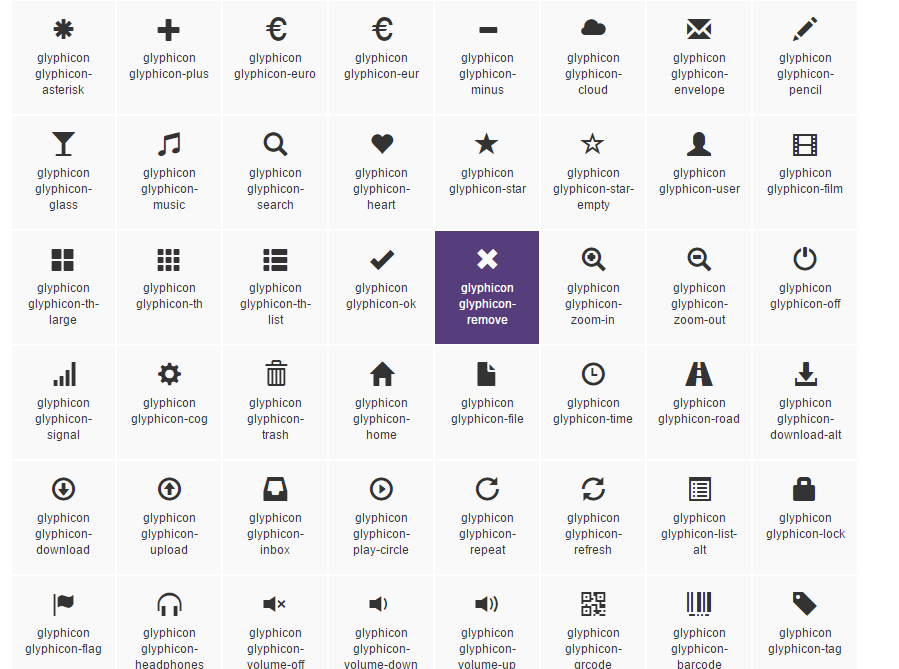 glyphicon glyphicon-asterisk
glyphicon glyphicon-plus
glyphicon glyphicon-euro
glyphicon glyphicon-eur
glyphicon glyphicon-minus
glyphicon glyphicon-cloud
glyphicon glyphicon-envelope
glyphicon glyphicon-pencil
glyphicon glyphicon-glass
glyphicon glyphicon-music
glyphicon glyphicon-search
glyphicon glyphicon-heart
glyphicon glyphicon-star
glyphicon glyphicon-star-empty
glyphicon glyphicon-user
glyphicon glyphicon-film
glyphicon glyphicon-th-large
glyphicon glyphicon-th
glyphicon glyphicon-th-list
glyphicon glyphicon-ok
glyphicon glyphicon-remove
glyphicon glyphicon-zoom-in
glyphicon glyphicon-zoom-out
glyphicon glyphicon-off
glyphicon glyphicon-signal
glyphicon glyphicon-cog
glyphicon glyphicon-trash
glyphicon glyphicon-home
glyphicon glyphicon-file
glyphicon glyphicon-time
glyphicon glyphicon-road
glyphicon glyphicon-download-alt
glyphicon glyphicon-download
glyphicon glyphicon-upload
glyphicon glyphicon-inbox
glyphicon glyphicon-play-circle
glyphicon glyphicon-repeat
glyphicon glyphicon-refresh
glyphicon glyphicon-list-alt
glyphicon glyphicon-lock
glyphicon glyphicon-flag
glyphicon glyphicon-headphones
glyphicon glyphicon-volume-off
glyphicon glyphicon-volume-down
glyphicon glyphicon-volume-up
glyphicon glyphicon-qrcode
glyphicon glyphicon-barcode
glyphicon glyphicon-tag